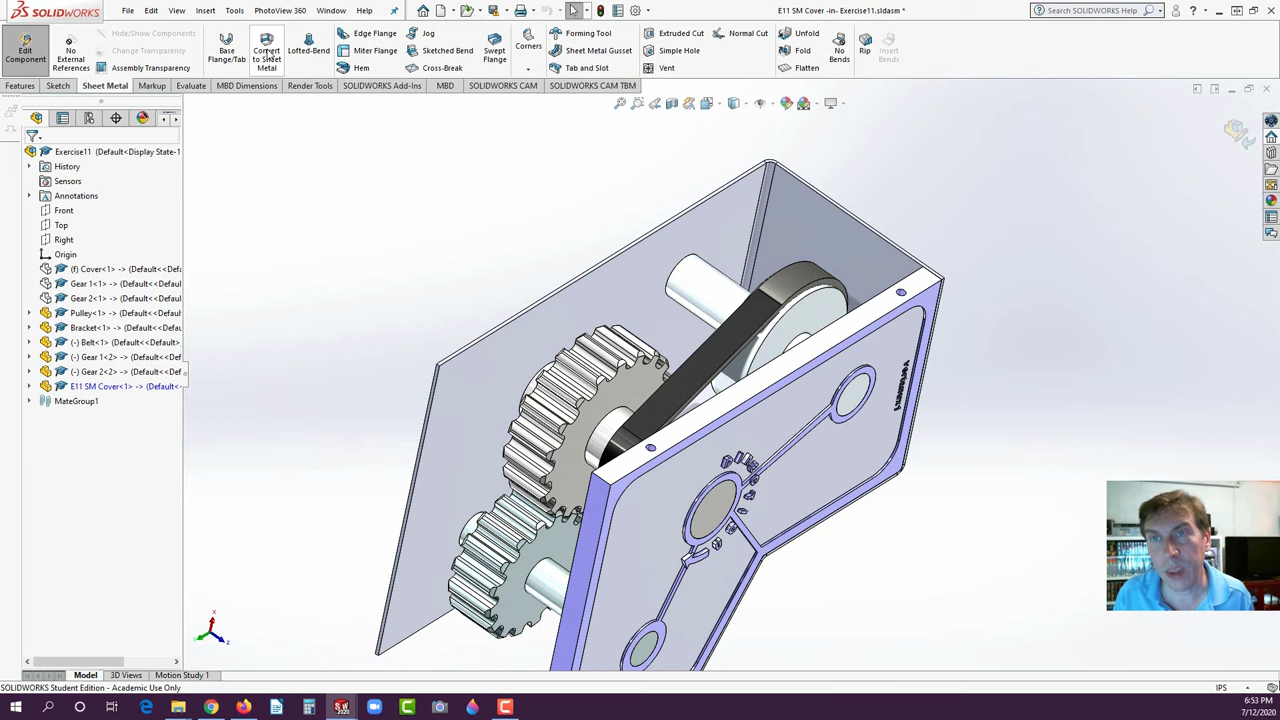 SOLIDWORKS
File Edit View Insert Tools PhotoView 360 Window Help
E11 SM Cover -in- Exercise11.sldasm *
Search SOLIDWORKS Help
Edit Component
No External References
Hide/Show Components
Change Transparency
Assembly Transparency
Base Flange/Tab
Convert to Sheet Metal
Lofted-Bend
Edge Flange
Miter Flange
Hem
Jog
Sketched Bend
Cross-Break
Swept Flange
Corners
Forming Tool
Sheet Metal Gusset
Tab and Slot
Extruded Cut
Simple Hole
Vent
Normal Cut
Unfold
Fold
Flatten
No Bends
Rip
Insert Bends
Features Sketch Sheet Metal Markup Evaluate MBD Dimensions Render Tools SOLIDWORKS Add-Ins MBD SOLIDWORKS CAM SOLIDWORKS CAM TBM
Exercise11 (Default<Display State-1
History
Sensors
Annotations
Front
Top
Right
Origin
(f) Cover<1> -> (Default<<Def
Gear 1<1> -> (Default<<Defa
Gear 2<1> -> (Default<<Defa
Pulley<1> -> (Default<<Defau
Bracket<1> -> (Default<<Defa
(-) Belt<1> -> (Default<<Defau
(-) Gear 1<2> -> (Default<<De
(-) Gear 2<2> -> (Default<<De
E11 SM Cover<1> -> (Default<
MateGroup1
Model 3D Views Motion Study 1
SOLIDWORKS Student Edition - Academic Use Only
IPS
6:53 PM
7/12/2020